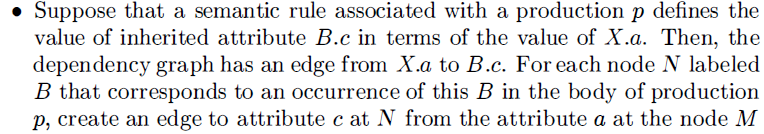 • Suppose that a semantic rule associated with a production p defines the
value of inherited attribute B.c in terms of the value of X.a. Then, the
dependency graph has an edge from X.a to B.c. For each node N labeled
B that corresponds to an occurrence of this B in the body of production
p, create an edge to attribute c at N from the attribute a at the node M